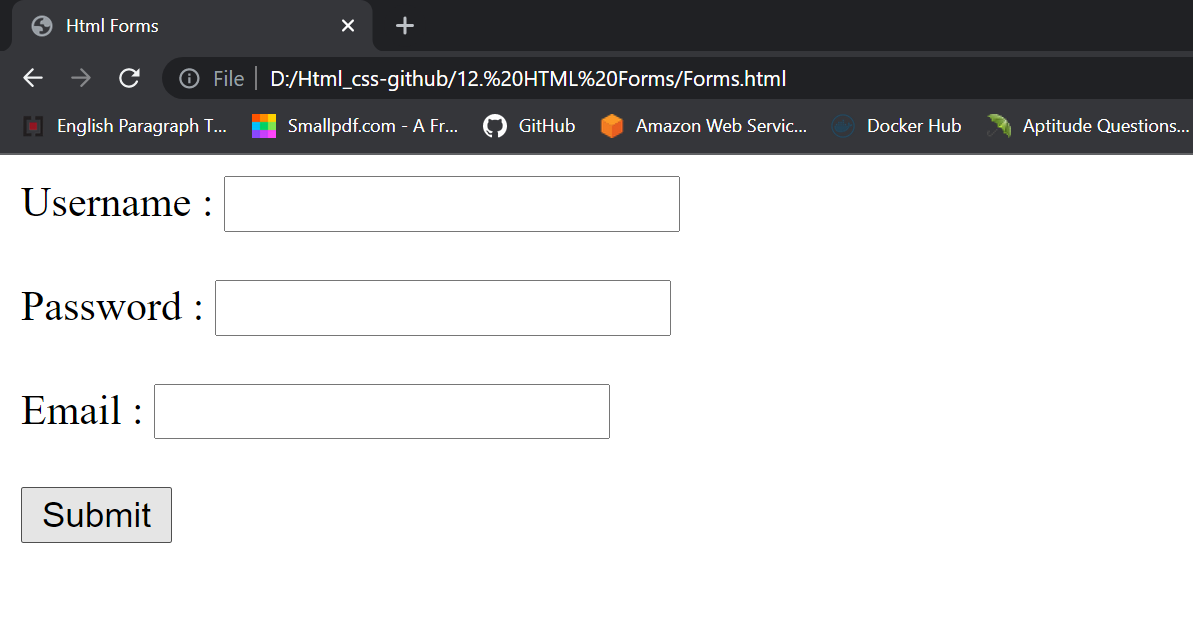 Html Forms
File D:/Html_css-github/12.%20HTML%20Forms/Forms.html
English Paragraph T... Smallpdf.com - A Fr... GitHub Amazon Web Servic... Docker Hub Aptitude Questions...
Username :
Password :
Email :
Submit